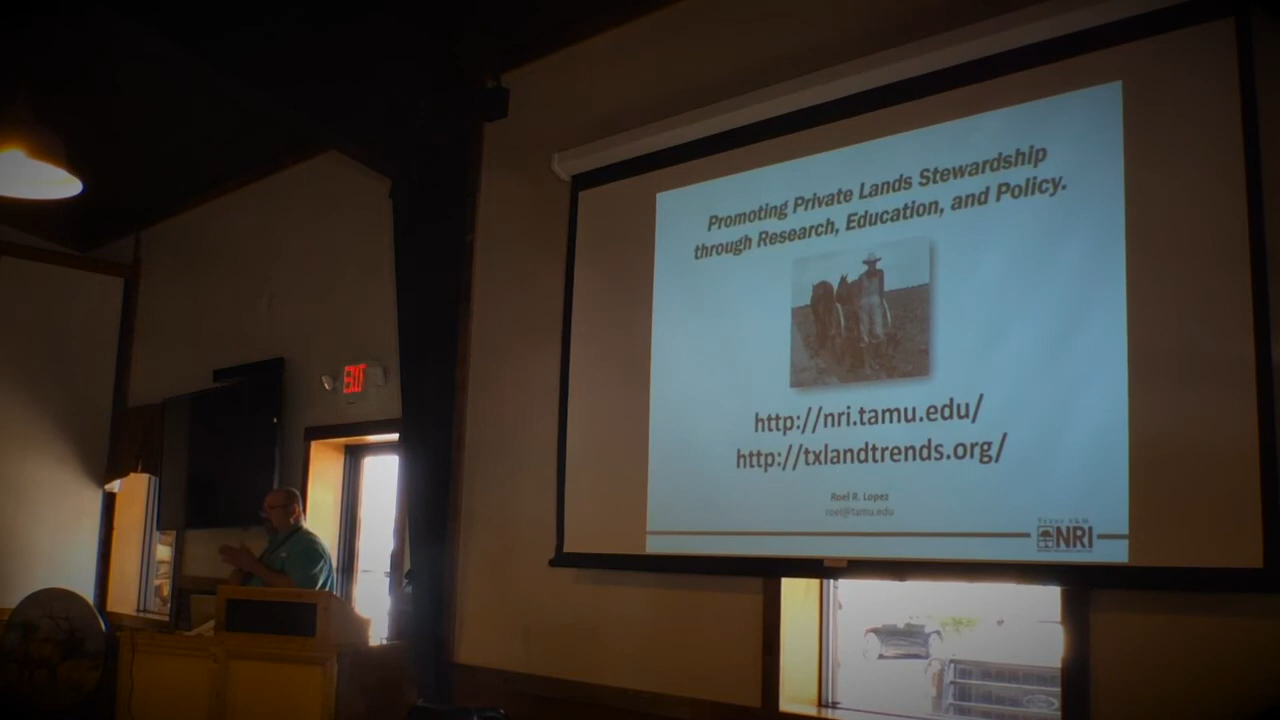 Promoting Private Lands Stewardship
through Research, Education, and Policy.
http://nri.tamu.edu/
http://txlandtrends.org/
Roel R. Lopez
roel@tamu.edu
Texas A&M
NRI
EXIT